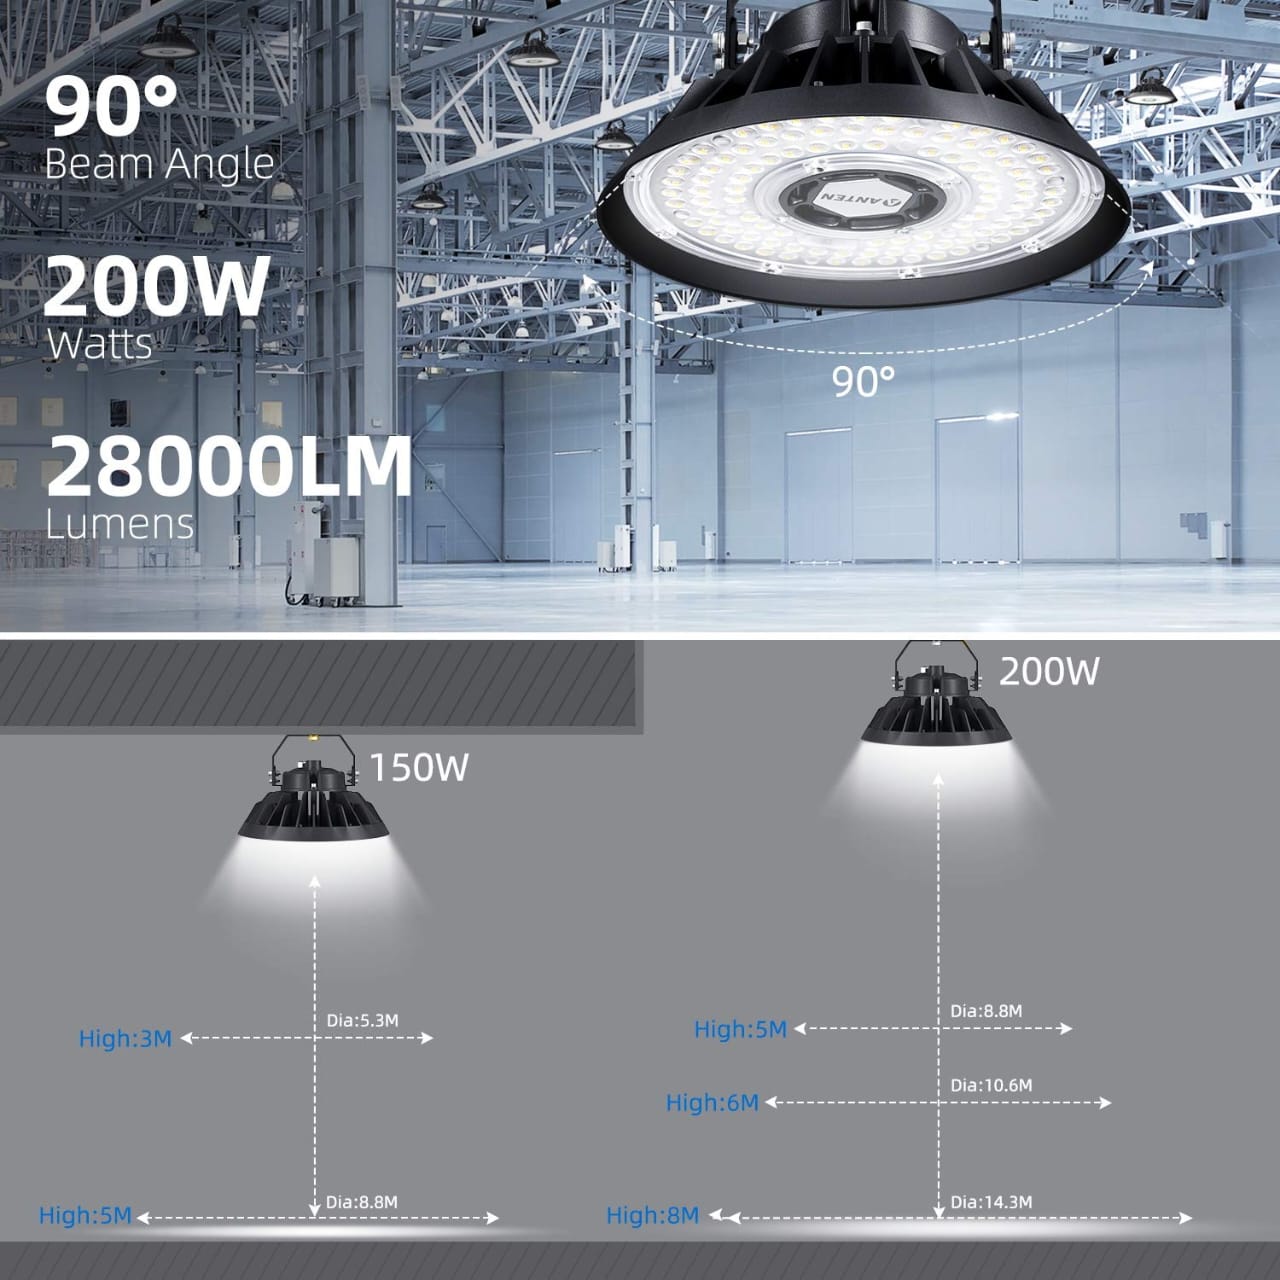 90°
Beam Angle
200W
Watts
28000LM
Lumens
ANTEN
90°
150W
High:3M
Dia:5.3M
High:5M
Dia:8.8M
200W
High:5M
Dia:8.8M
High:6M
Dia:10.6M
High:8M
Dia:14.3M